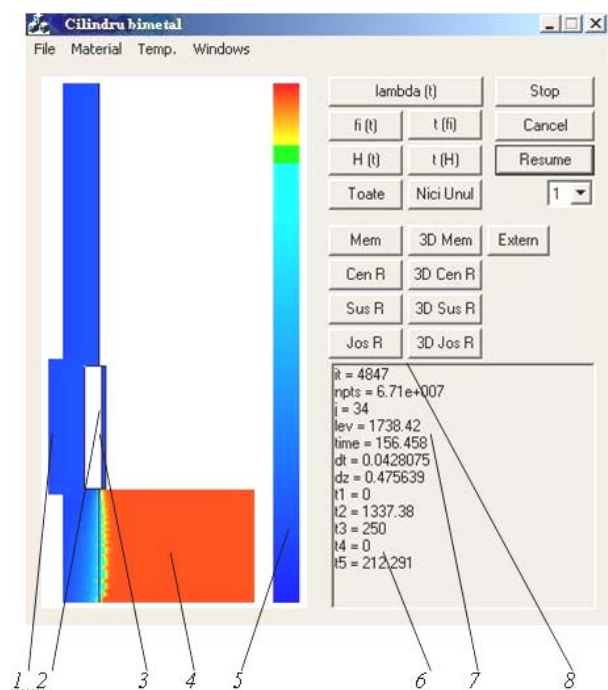 Cilindru bimetal
File Material Temp. Windows
lambda (t) Stop
fi (t) t (fi) Cancel
H (t) t (H) Resume
Toate Nici Unul 1
Mem 3D Mem Extern
Cen R 3D Cen R
Sus R 3D Sus R
Jos R 3D Jos R
it = 4847
npts = 6.71e+007
j = 34
lev = 1738.42
time = 156.458
dt = 0.0428075
dz = 0.475639
t1 = 0
t2 = 1337.38
t3 = 250
t4 = 0
t5 = 212.291
1 2 3 4 5 6 7 8